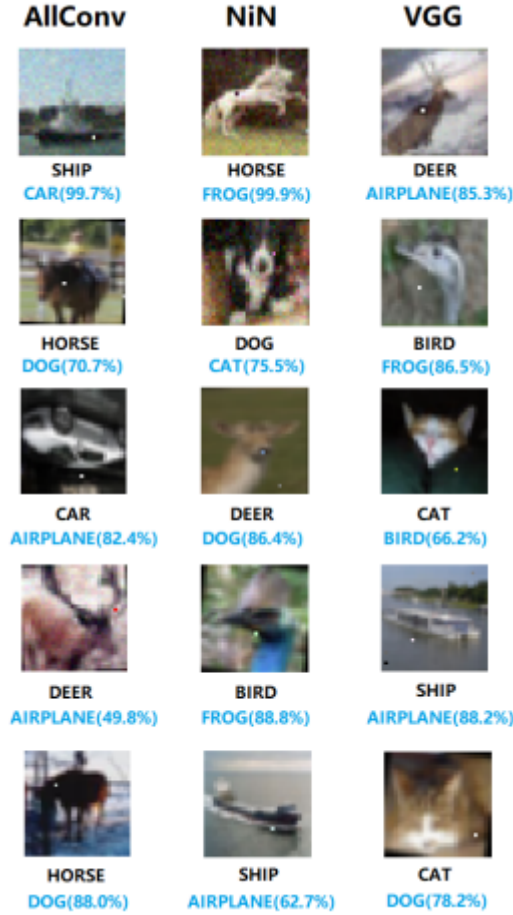 AllConv NiN VGG
SHIP HORSE DEER
CAR(99.7%) FROG(99.9%) AIRPLANE(85.3%)
HORSE DOG BIRD
DOG(70.7%) CAT(75.5%) FROG(86.5%)
CAR DEER CAT
AIRPLANE(82.4%) DOG(86.4%) BIRD(66.2%)
DEER BIRD SHIP
AIRPLANE(49.8%) FROG(88.8%) AIRPLANE(88.2%)
HORSE SHIP CAT
DOG(88.0%) AIRPLANE(62.7%) DOG(78.2%)